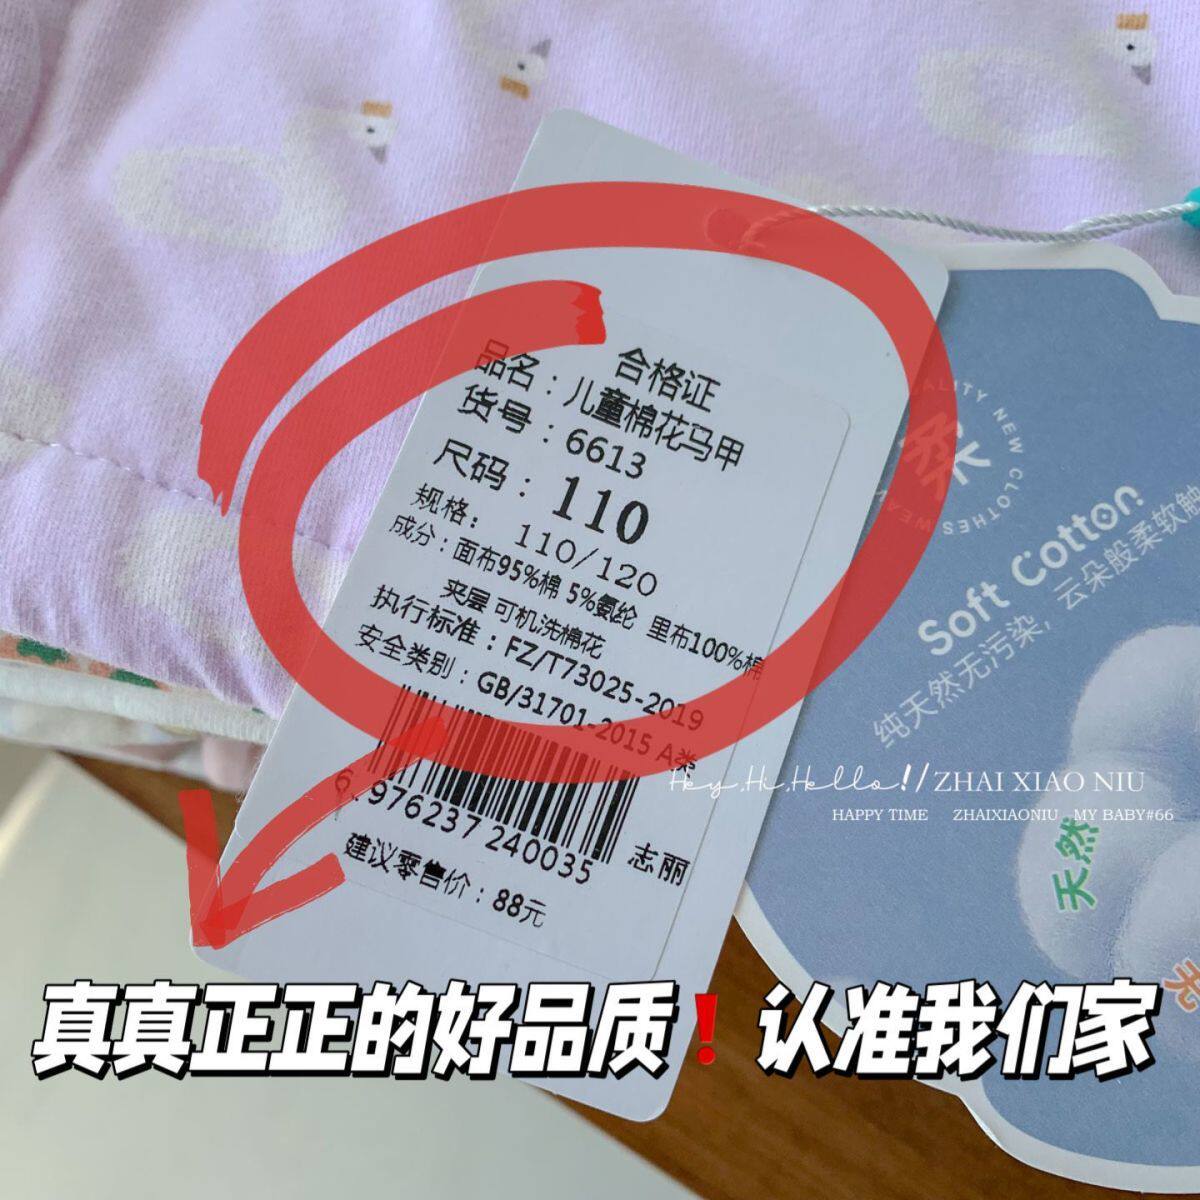 合格证
品名：儿童棉花马甲
货号：6613
尺码：110
规格： 110/120
成分：面布95%棉 5%氨纶 里布100%棉
夹层 可机洗棉花
执行标准：FZ/T73025-2019
安全类别：GB/31701-2015 A类
6 976237 240035
志丽
建议零售价：88元
QUALITY NEW CLOTHES WEAR
柔
Soft Cotton
纯天然无污染，云朵般柔软触
天然
Hey,Hi,Hello!//ZHAI XIAO NIU
HAPPY TIME ZHAIXIAONIU MY BABY#66
真真正正的好品质❗认准我们家